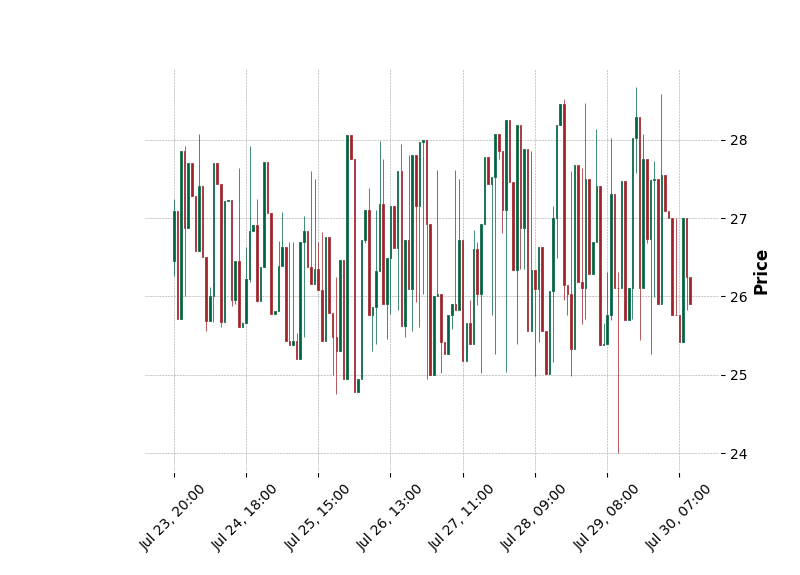 28
27
26
25
24
Price
Jul 23, 20:00
Jul 24, 18:00
Jul 25, 15:00
Jul 26, 13:00
Jul 27, 11:00
Jul 28, 09:00
Jul 29, 08:00
Jul 30, 07:00